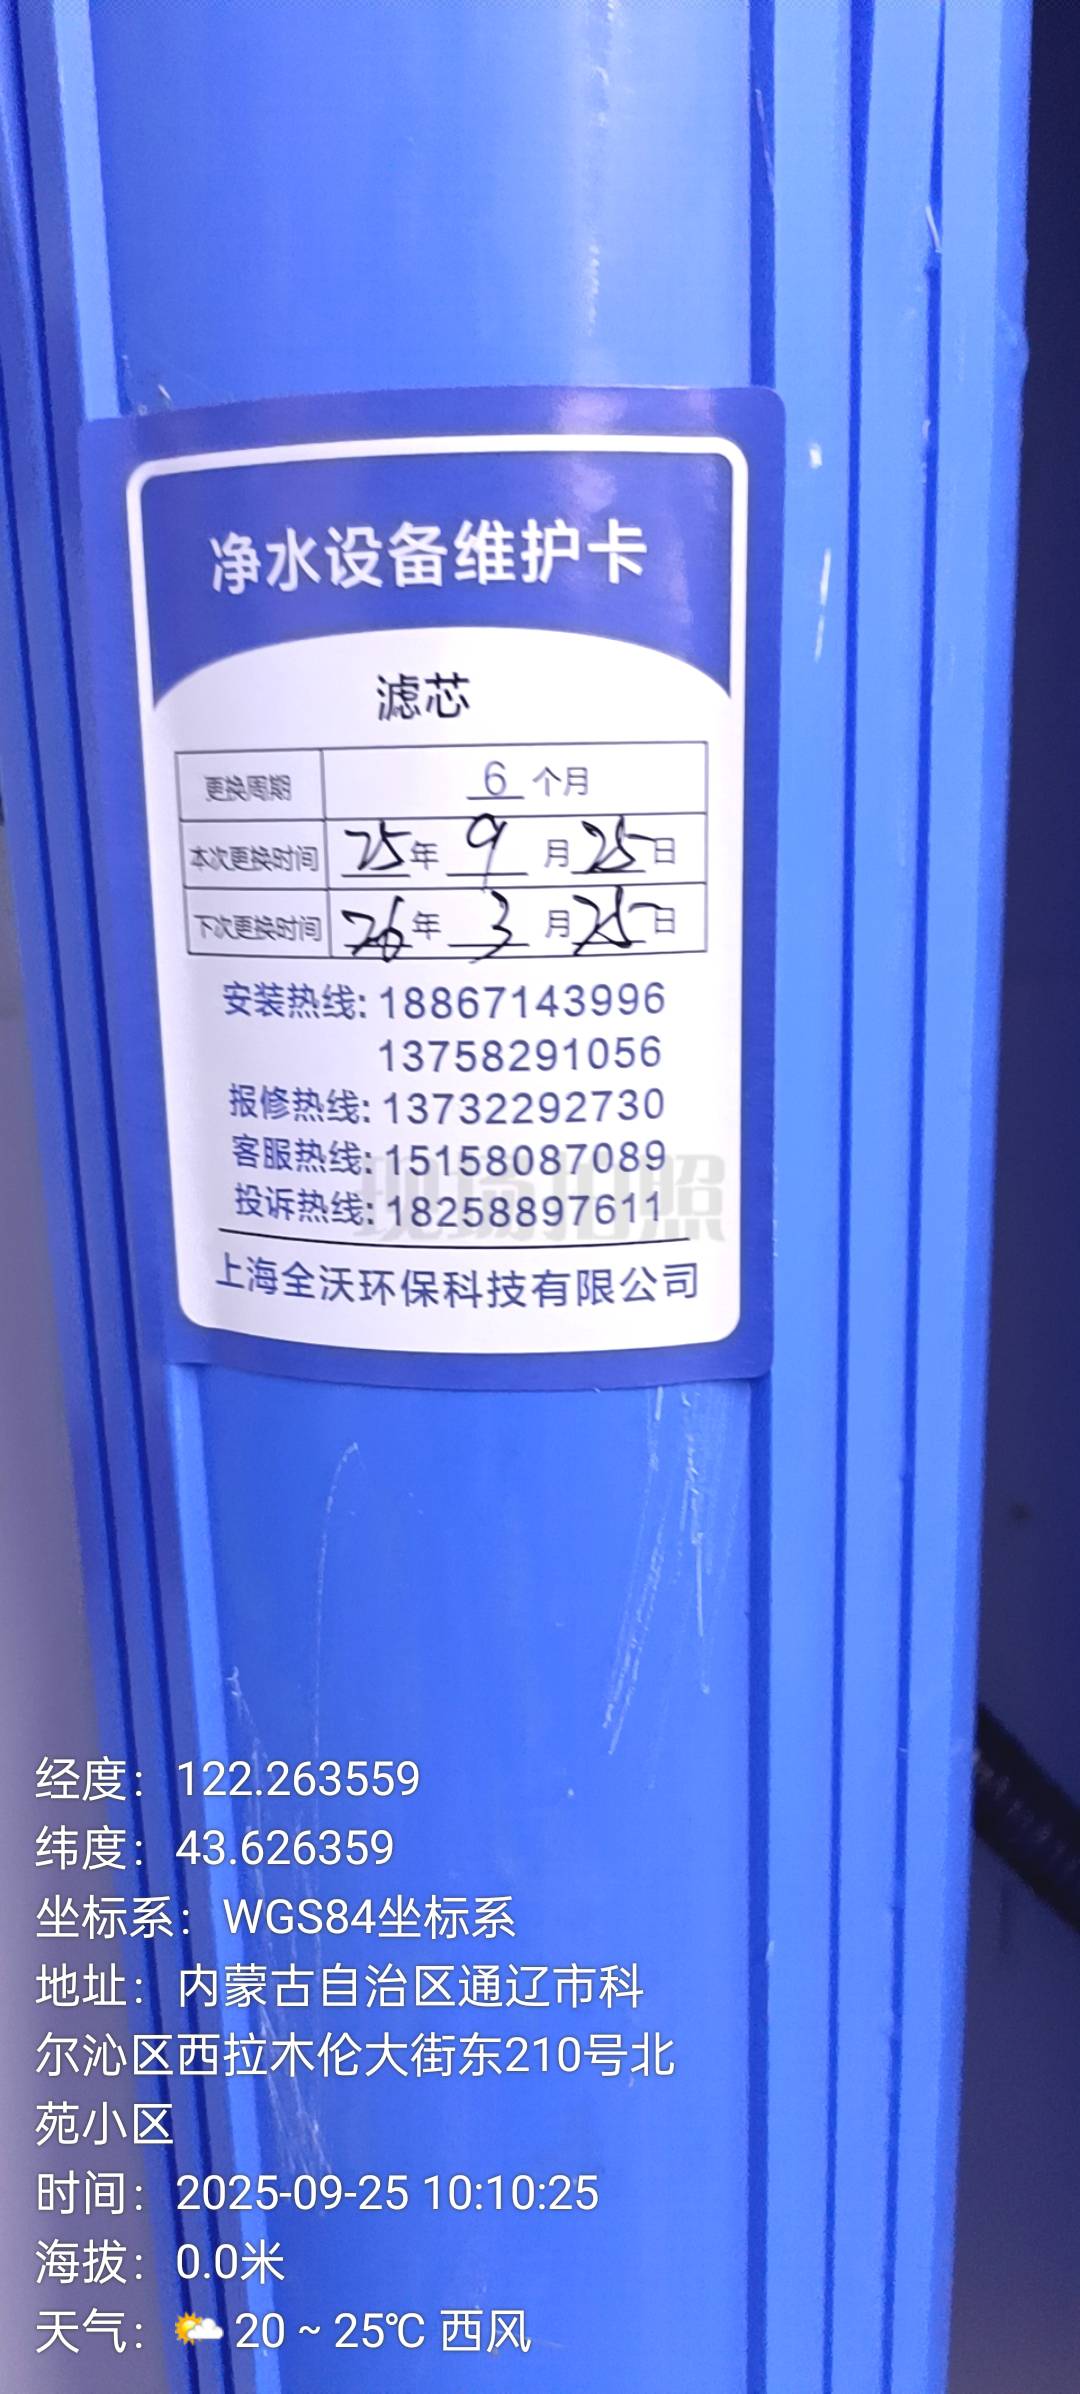 净水设备维护卡
滤芯
更换周期 6 个月
本次更换时间 25年 9 月 25日
下次更换时间 26年 3 月 25日
安装热线: 18867143996
13758291056
报修热线: 13732292730
客服热线: 15158087089
投诉热线: 18258897611
现场拍照
上海全沃环保科技有限公司
经度: 122.263559
纬度: 43.626359
坐标系: WGS84坐标系
地址: 内蒙古自治区通辽市科
尔沁区西拉木伦大街东210号北
苑小区
时间: 2025-09-25 10:10:25
海拔: 0.0米
天气: 20 ~ 25℃ 西风